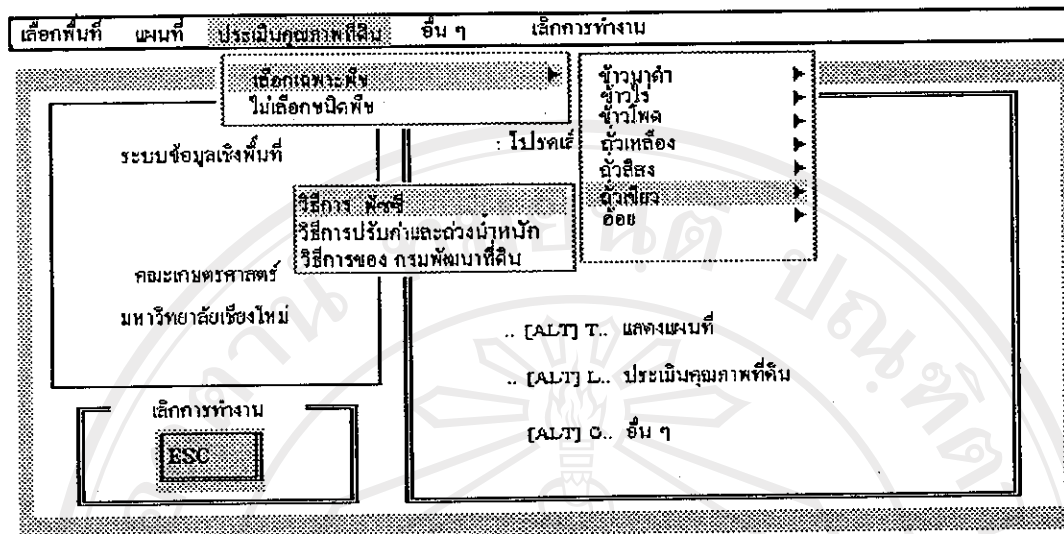 เลือกพื้นที่ แผนที่ ประเมินคุณภาพที่ดิน อื่น ๆ เลิกการทำงาน
เลือกเฉพาะพืช
ไม่เลือกชนิดพืช
ข้าวนาดำ
ข้าวไร่
ข้าวโพด
ถั่วเหลือง
ถั่วลิสง
ถั่วเขียว
อ้อย
: โปรดเลื
ระบบข้อมูลเชิงพื้นที่
วิธีการ ฟัซซี
วิธีการปรับค่าและถ่วงน้ำหนัก
วิธีการของ กรมพัฒนาที่ดิน
คณะเกษตรศาสตร์
มหาวิทยาลัยเชียงใหม่
.. [ALT] T.. แสดงแผนที่
.. [ALT] L.. ประเมินคุณภาพที่ดิน
[ALT] O.. อื่น ๆ
เลิกการทำงาน
ESC